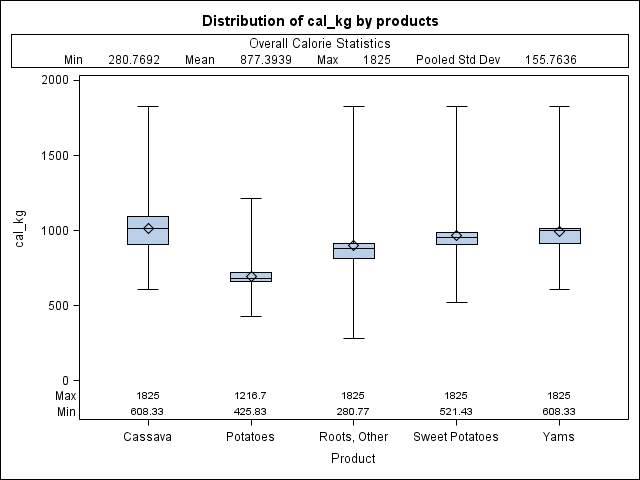 Distribution of cal_kg by products
Overall Calorie Statistics
Min 280.7692 Mean 877.3939 Max 1825 Pooled Std Dev 155.7636
2000
1500
cal_kg
1000
500
0
Max 1825 1216.7 1825 1825 1825
Min 608.33 425.83 280.77 521.43 608.33
Cassava Potatoes Roots, Other Sweet Potatoes Yams
Product